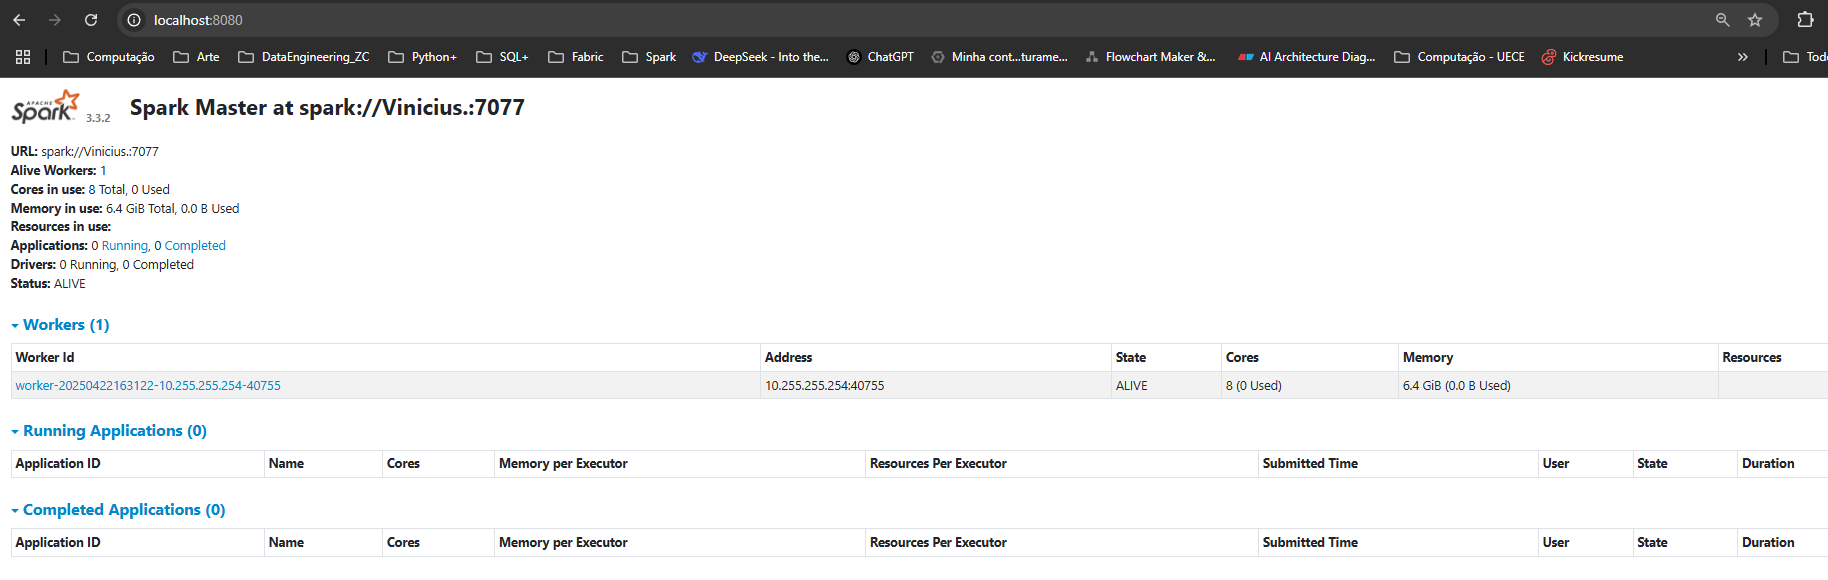 localhost:8080
Computação Arte DataEngineering_ZC Python+ SQL+ Fabric Spark DeepSeek - Into the... ChatGPT Minha cont...turame... Flowchart Maker &... AI Architecture Diag... Computação - UECE Kickresume » Todo
APACHE
Spark 3.3.2 Spark Master at spark://Vinicius.:7077
URL: spark://Vinicius.:7077
Alive Workers: 1
Cores in use: 8 Total, 0 Used
Memory in use: 6.4 GiB Total, 0.0 B Used
Resources in use:
Applications: 0 Running, 0 Completed
Drivers: 0 Running, 0 Completed
Status: ALIVE
Workers (1)
Worker Id Address State Cores Memory Resources
worker-20250422163122-10.255.255.254-40755 10.255.255.254:40755 ALIVE 8 (0 Used) 6.4 GiB (0.0 B Used)
Running Applications (0)
Application ID Name Cores Memory per Executor Resources Per Executor Submitted Time User State Duration
Completed Applications (0)
Application ID Name Cores Memory per Executor Resources Per Executor Submitted Time User State Duration